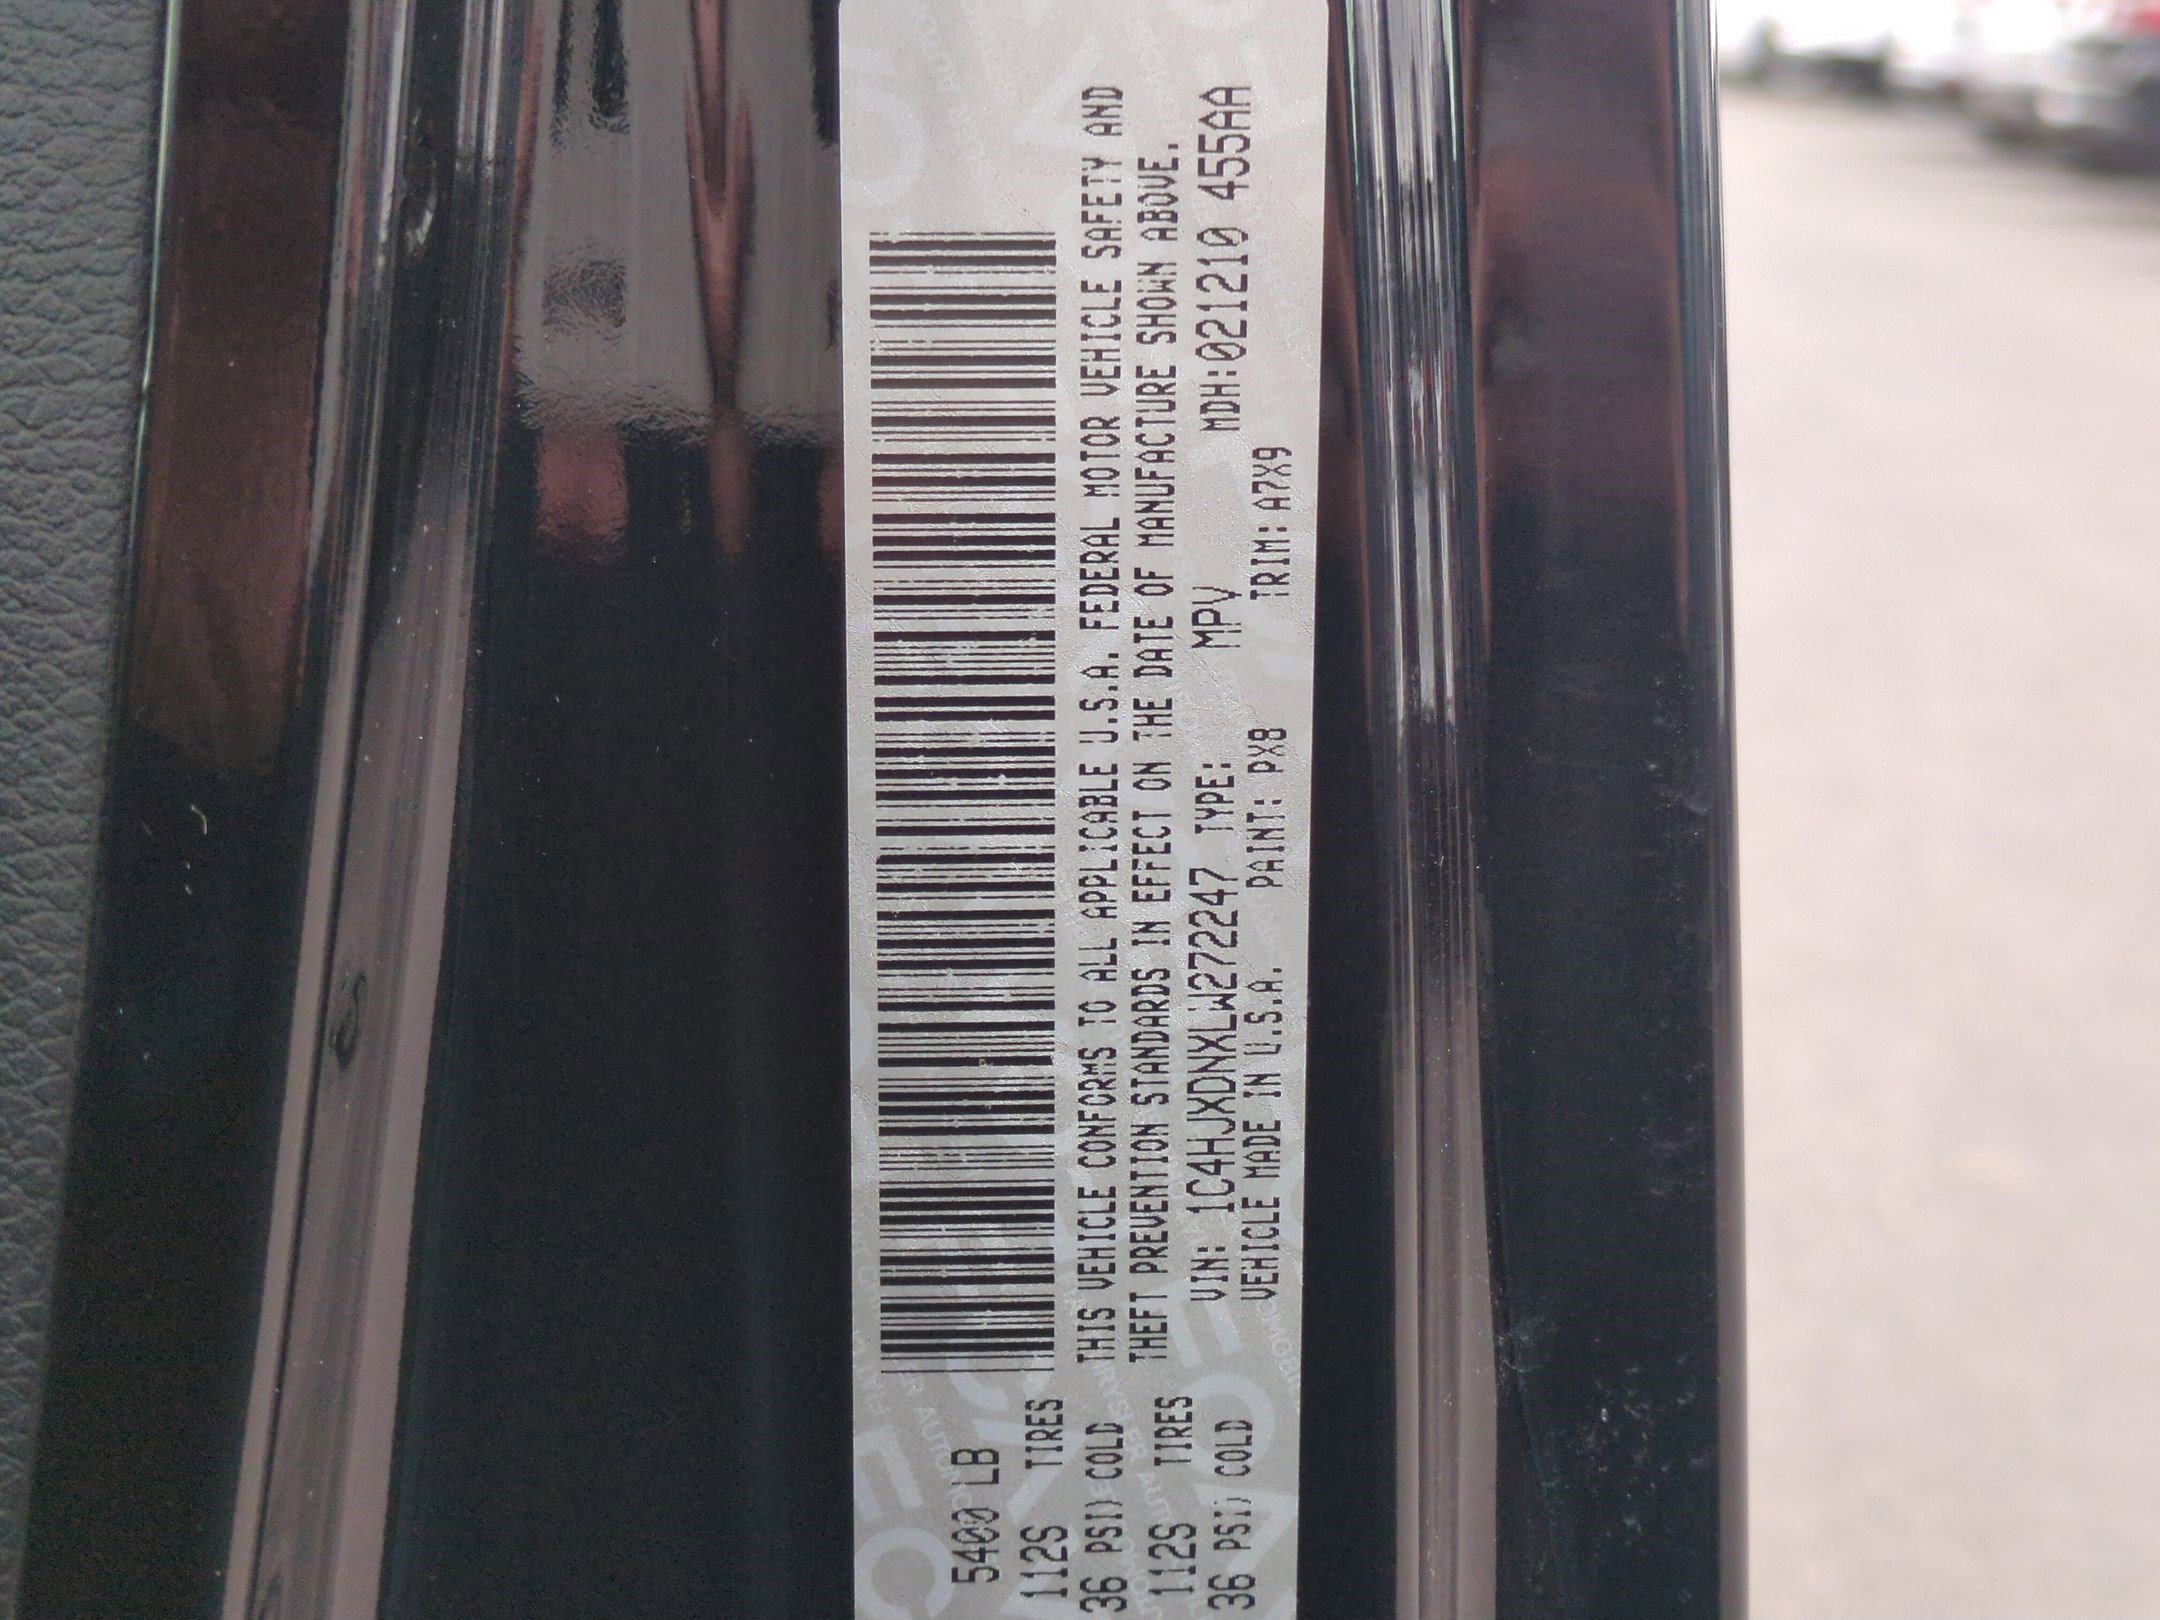 5400 LB
112S TIRES
36 PSI) COLD
112S TIRES
36 PSI) COLD
THIS VEHICLE CONFORMS TO ALL APPLICABLE U.S.A. FEDERAL MOTOR VEHICLE SAFETY AND
THEFT PREVENTION STANDARDS IN EFFECT ON THE DATE OF MANUFACTURE SHOWN ABOVE.
VIN: 1C4HJXDNXLW272247 TYPE: MPV MDH:021210 455AA
VEHICLE MADE IN U.S.A. PAINT: PX8 TRIM: A7X9